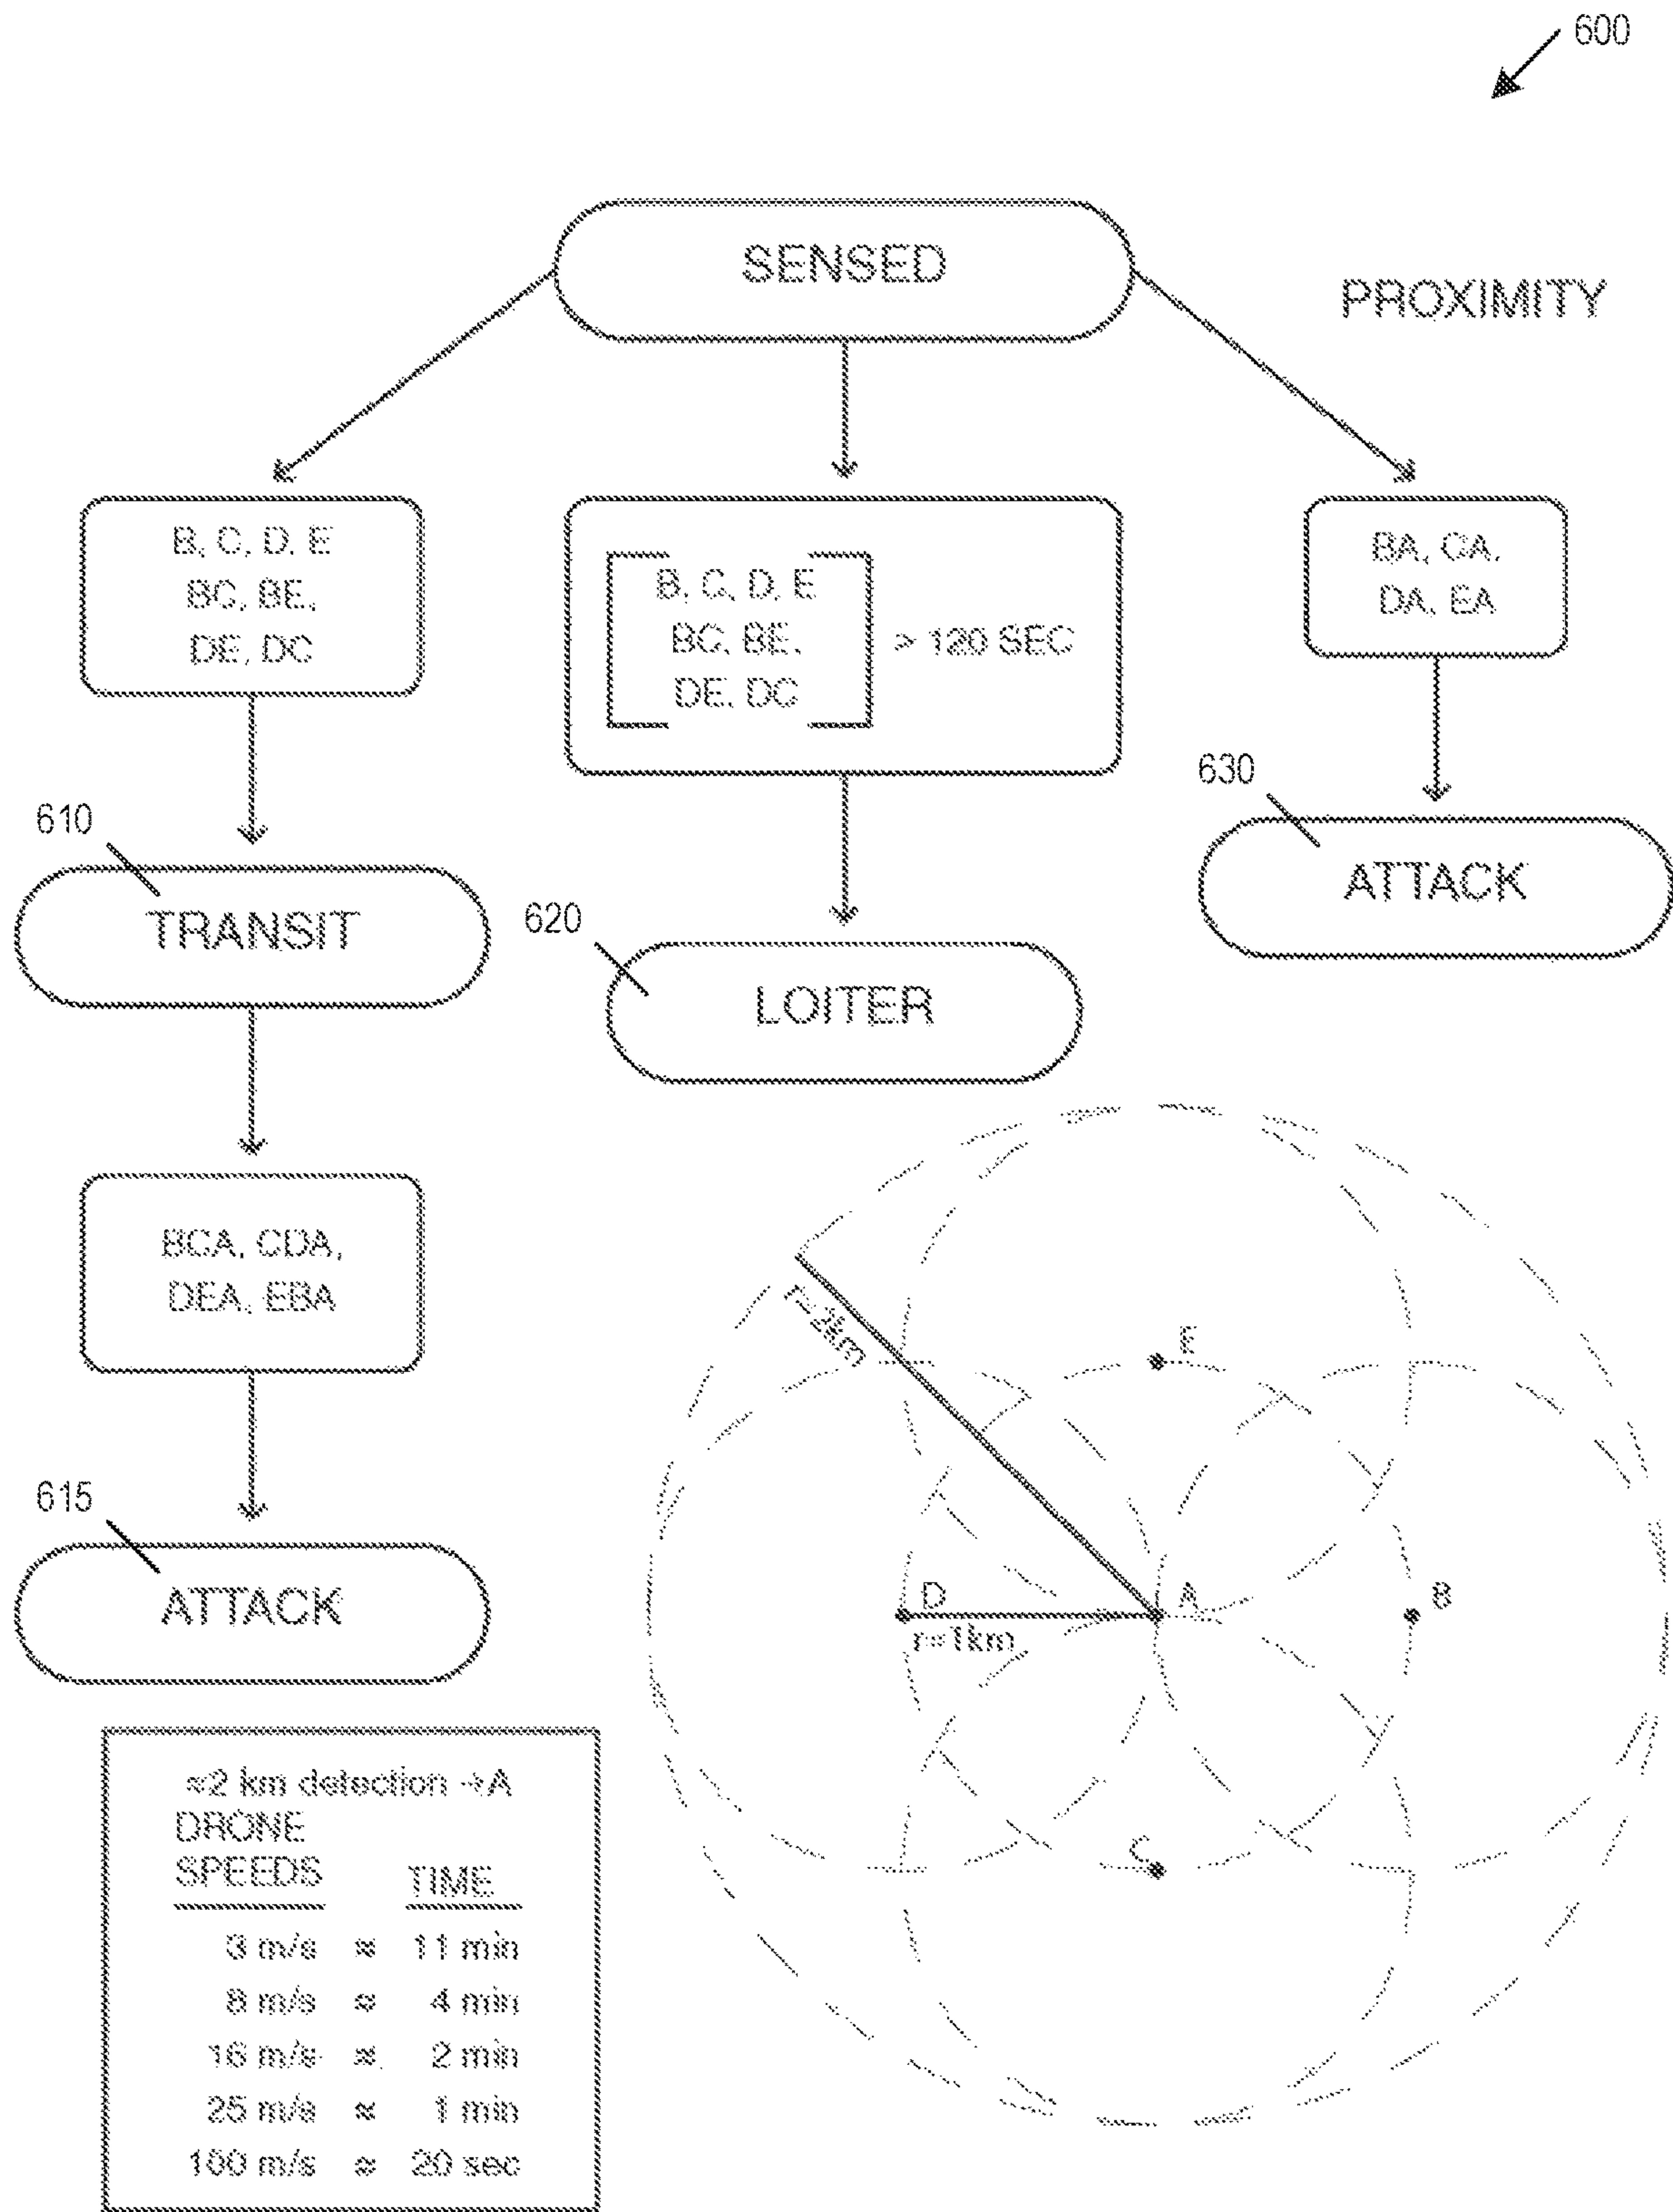 600
SENSED
PROXIMITY
B, C, D, E
BC, BE,
DE, DC
B, C, D, E
BC, BE,
DE, DC
> 120 SEC
BA, CA,
DA, EA
610
TRANSIT
620
LOITER
630
ATTACK
BCA, CDA,
DEA, EBA
615
ATTACK
r=2km
E
D
A
B
r=1km
C
≈2 km detection →A
DRONE
SPEEDS TIME
3 m/s ≈ 11 min
8 m/s ≈ 4 min
16 m/s ≈ 2 min
25 m/s ≈ 1 min
100 m/s ≈ 20 sec